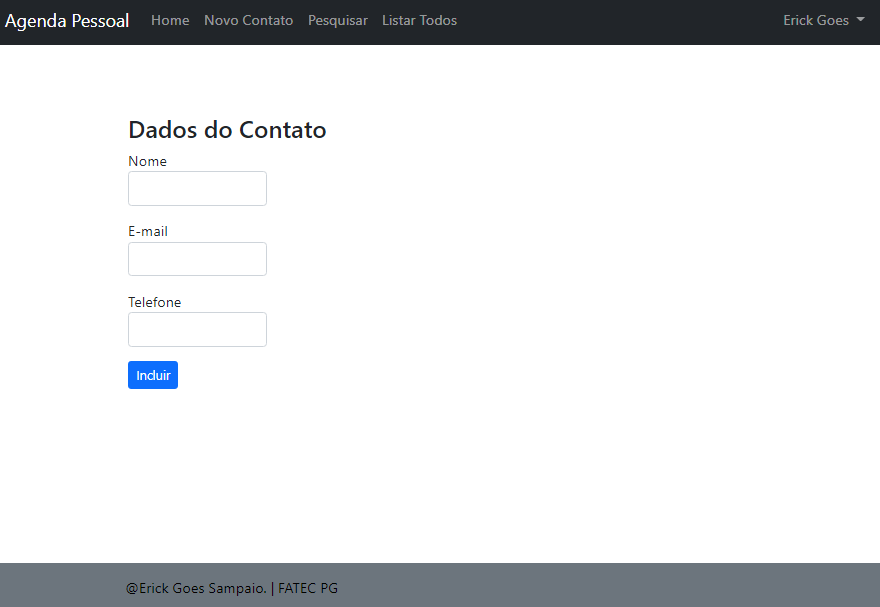 Agenda Pessoal Home Novo Contato Pesquisar Listar Todos Erick Goes
Dados do Contato
Nome
E-mail
Telefone
Induir
@Erick Goes Sampaio. | FATEC PG